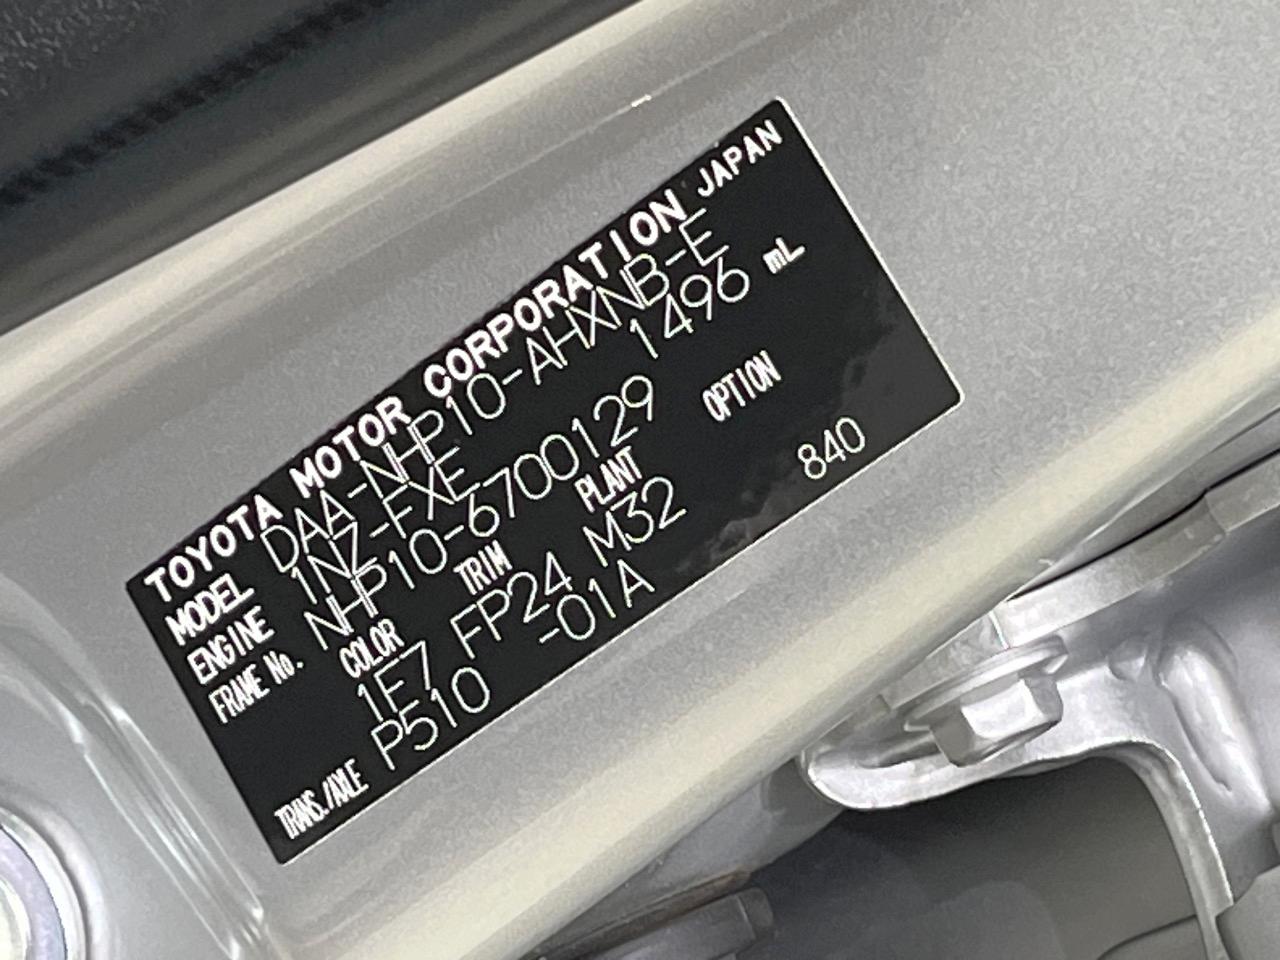 TOYOTA MOTOR CORPORATION JAPAN
MODEL DAA-NHP10-AHXNB-E
ENGINE 1NZ-FXE 1496 mL
FRAME No. NHP10-6700129
COLOR TRIM PLANT OPTION
1F7 FP24 M32 840
TRANS./AXLE P510 -01A